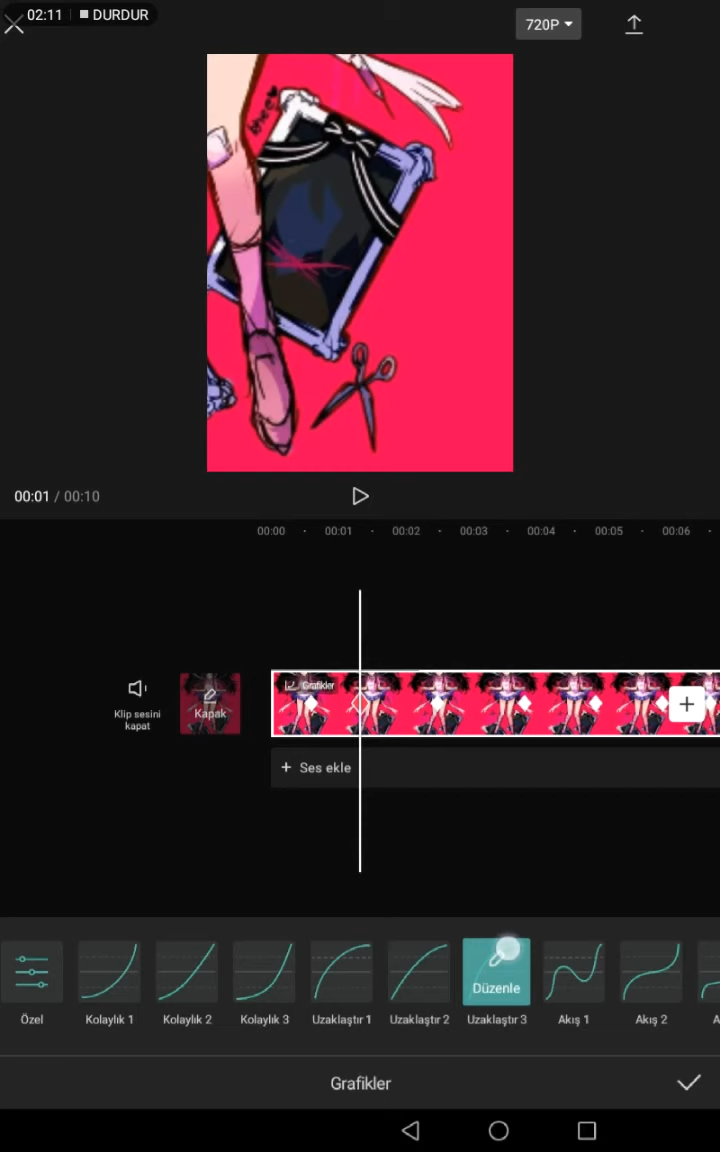 02:11
DURDUR
720P
00:01 / 00:10
00:00
00:01
00:02
00:03
00:04
00:05
00:06
Grafikler
Klip sesini
kapat
Kapak
+ Ses ekle
Düzenle
Özel
Kolaylık 1
Kolaylık 2
Kolaylık 3
Uzaklaştır 1
Uzaklaştır 2
Uzaklaştır 3
Akış 1
Akış 2
A
Grafikler